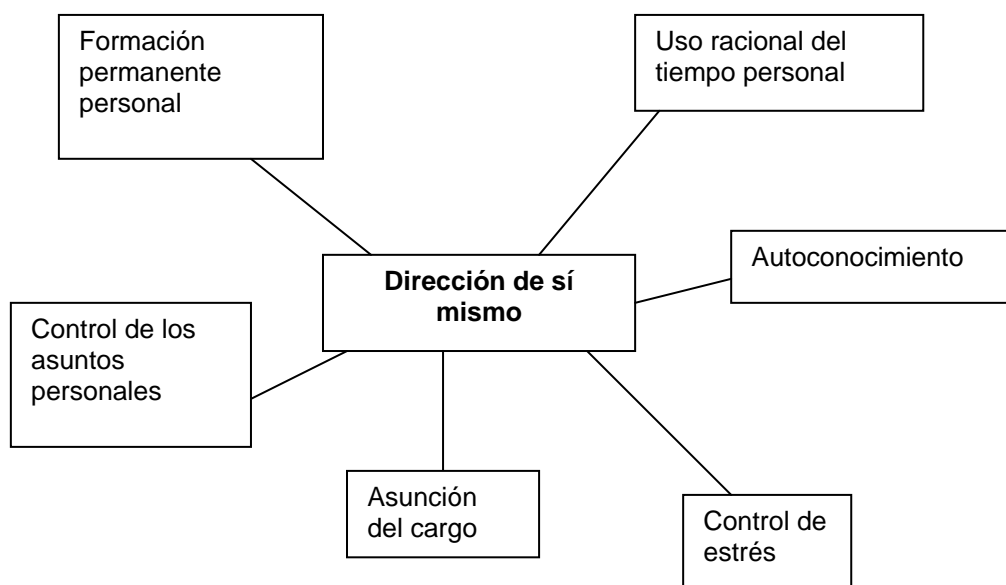 Formación
permanente
personal
Uso racional del
tiempo personal
Autoconocimiento
Dirección de sí
mismo
Control de los
asuntos
personales
Asunción
del cargo
Control de
estrés